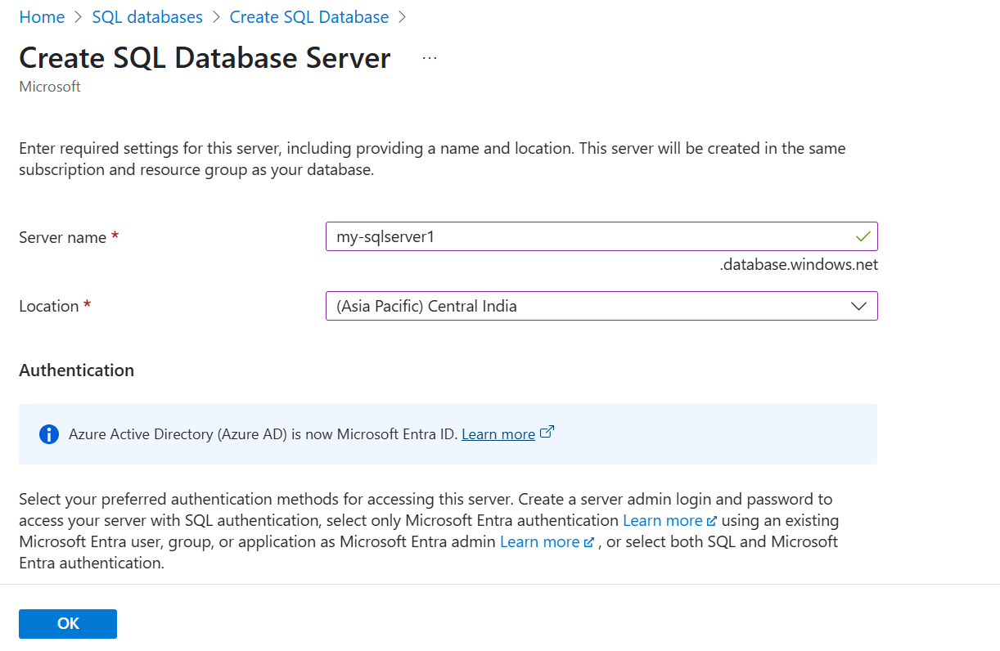 Home > SQL databases > Create SQL Database >
Create SQL Database Server ...
Microsoft
Enter required settings for this server, including providing a name and location. This server will be created in the same
subscription and resource group as your database.
Server name * my-sqlserver1
.database.windows.net
Location * (Asia Pacific) Central India
Authentication
Azure Active Directory (Azure AD) is now Microsoft Entra ID. Learn more
Select your preferred authentication methods for accessing this server. Create a server admin login and password to
access your server with SQL authentication, select only Microsoft Entra authentication Learn more using an existing
Microsoft Entra user, group, or application as Microsoft Entra admin Learn more , or select both SQL and Microsoft
Entra authentication.
OK